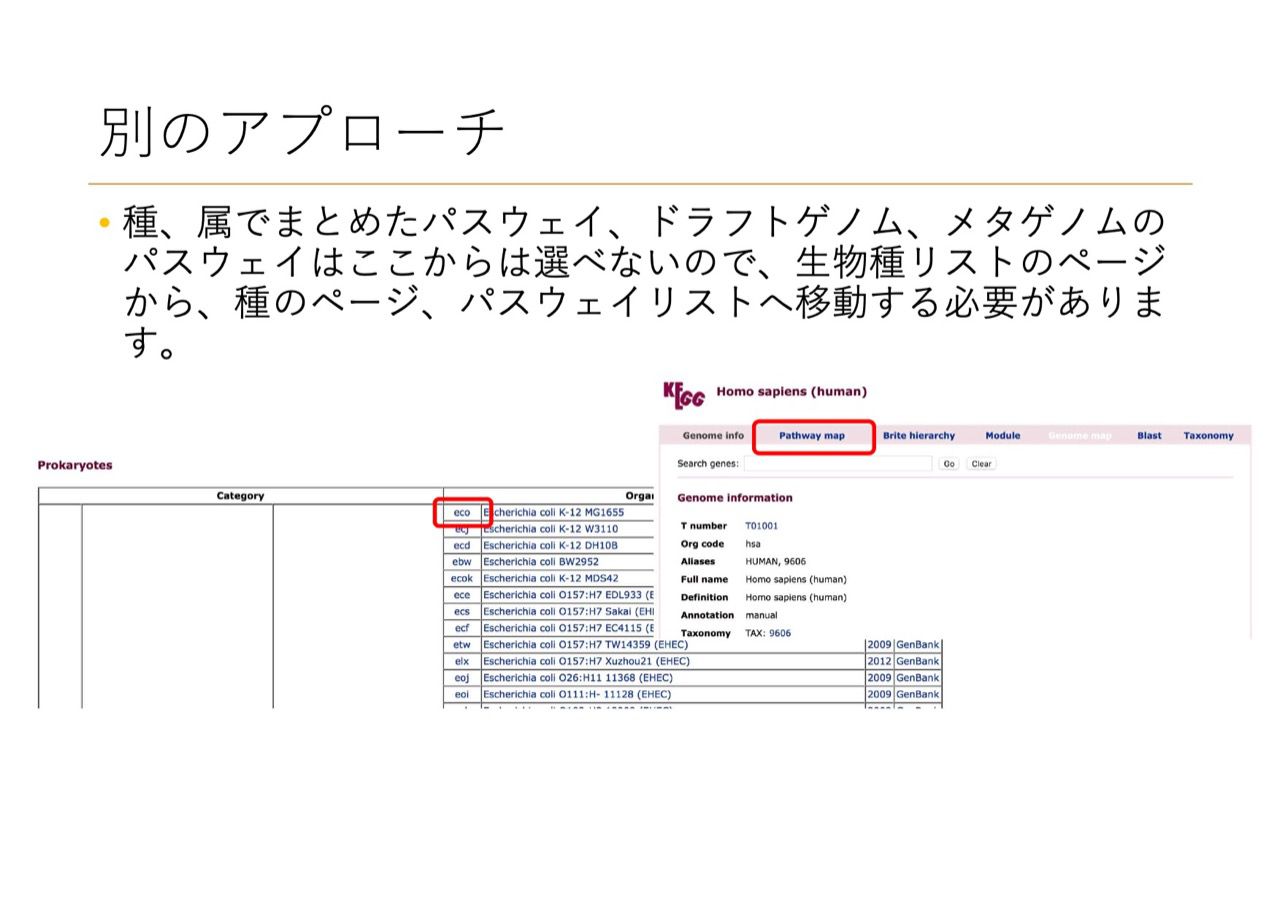 別のアプローチ
• 種、属でまとめたパスウェイ、ドラフトゲノム、メタゲノムの
パスウェイはここからは選べないので、生物種リストのページ
から、種のページ、パスウェイリストへ移動する必要がありま
す。
KEGG Homo sapiens (human)
Genome info Pathway map Brite hierarchy Module Genome map Blast Taxonomy
Search genes: Go Clear
Genome information
T number T01001
Org code hsa
Aliases HUMAN, 9606
Full name Homo sapiens (human)
Definition Homo sapiens (human)
Annotation manual
Taxonomy TAX: 9606
Prokaryotes
Category
eco Escherichia coli K-12 MG1655
ecj Escherichia coli K-12 W3110
ecd Escherichia coli K-12 DH10B
ebw Escherichia coli BW2952
ecok Escherichia coli K-12 MDS42
ece Escherichia coli O157:H7 EDL933
ecs Escherichia coli O157:H7 Sakai
ecf Escherichia coli O157:H7 EC4115
etw Escherichia coli O157:H7 TW14359 (EHEC) 2009 GenBank
elx Escherichia coli O157:H7 Xuzhou21 (EHEC) 2012 GenBank
eoj Escherichia coli O26:H11 11368 (EHEC) 2009 GenBank
eoi Escherichia coli O111:H- 11128 (EHEC) 2009 GenBank